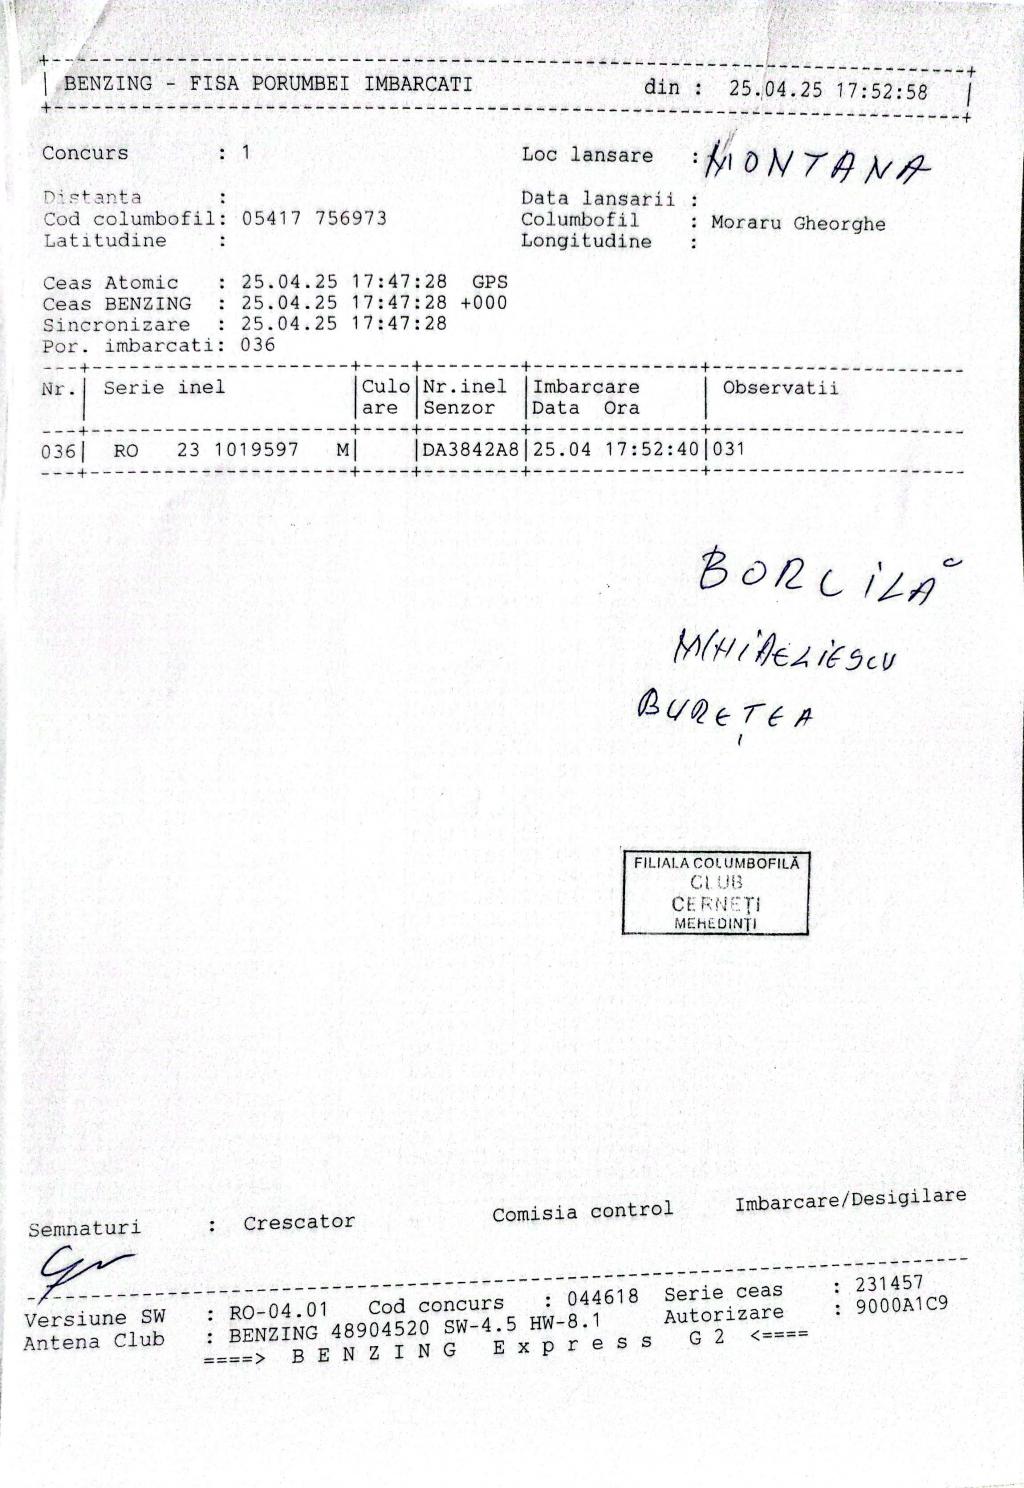 BENZING - FISA PORUMBEI IMBARCATI din : 25.04.25 17:52:58
Concurs : 1 Loc lansare : MONTANA
Distanta : Data lansarii :
Cod columbofil: 05417 756973 Columbofil : Moraru Gheorghe
Latitudine : Longitudine :
Ceas Atomic : 25.04.25 17:47:28 GPS
Ceas BENZING : 25.04.25 17:47:28 +000
Sincronizare : 25.04.25 17:47:28
Por. imbarcati: 036
Nr.| Serie inel |Culo|Nr.inel |Imbarcare | Observatii
| |are |Senzor |Data Ora |
036| RO 23 1019597 M| |DA3842A8|25.04 17:52:40|031
BORCILĂ
MIHAELIESCU
BUREȚEA
FILIALA COLUMBOFILĂ
CLUB
CERNEȚI
MEHEDINȚI
Semnaturi : Crescator Comisia control Imbarcare/Desigilare
Versiune SW : RO-04.01 Cod concurs : 044618 Serie ceas : 231457
Antena Club : BENZING 48904520 SW-4.5 HW-8.1 Autorizare : 9000A1C9
====> B E N Z I N G E x p r e s s G 2 <====